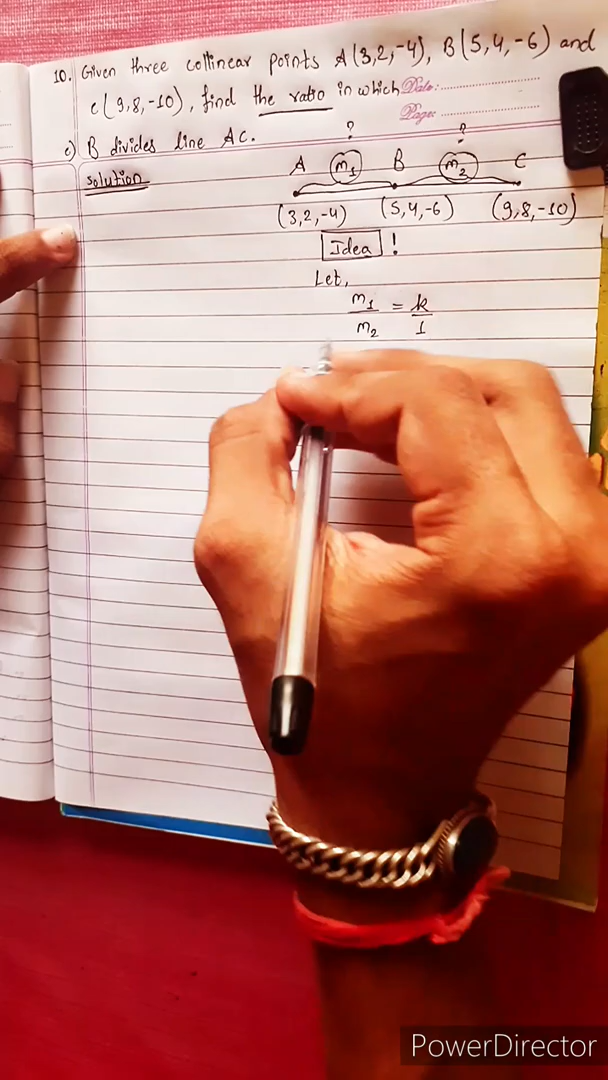 10. Given three collinear points A(3,2,-4), B(5,4,-6) and
C(9,8,-10), find the ratio in which
Date:
Page:
c) B divides line AC.
? ?
A m₁ B m₂ C
solution
(3,2,-4) (5,4,-6) (9,8,-10)
Idea !
Let,
m₁/m₂ = k/1
PowerDirector